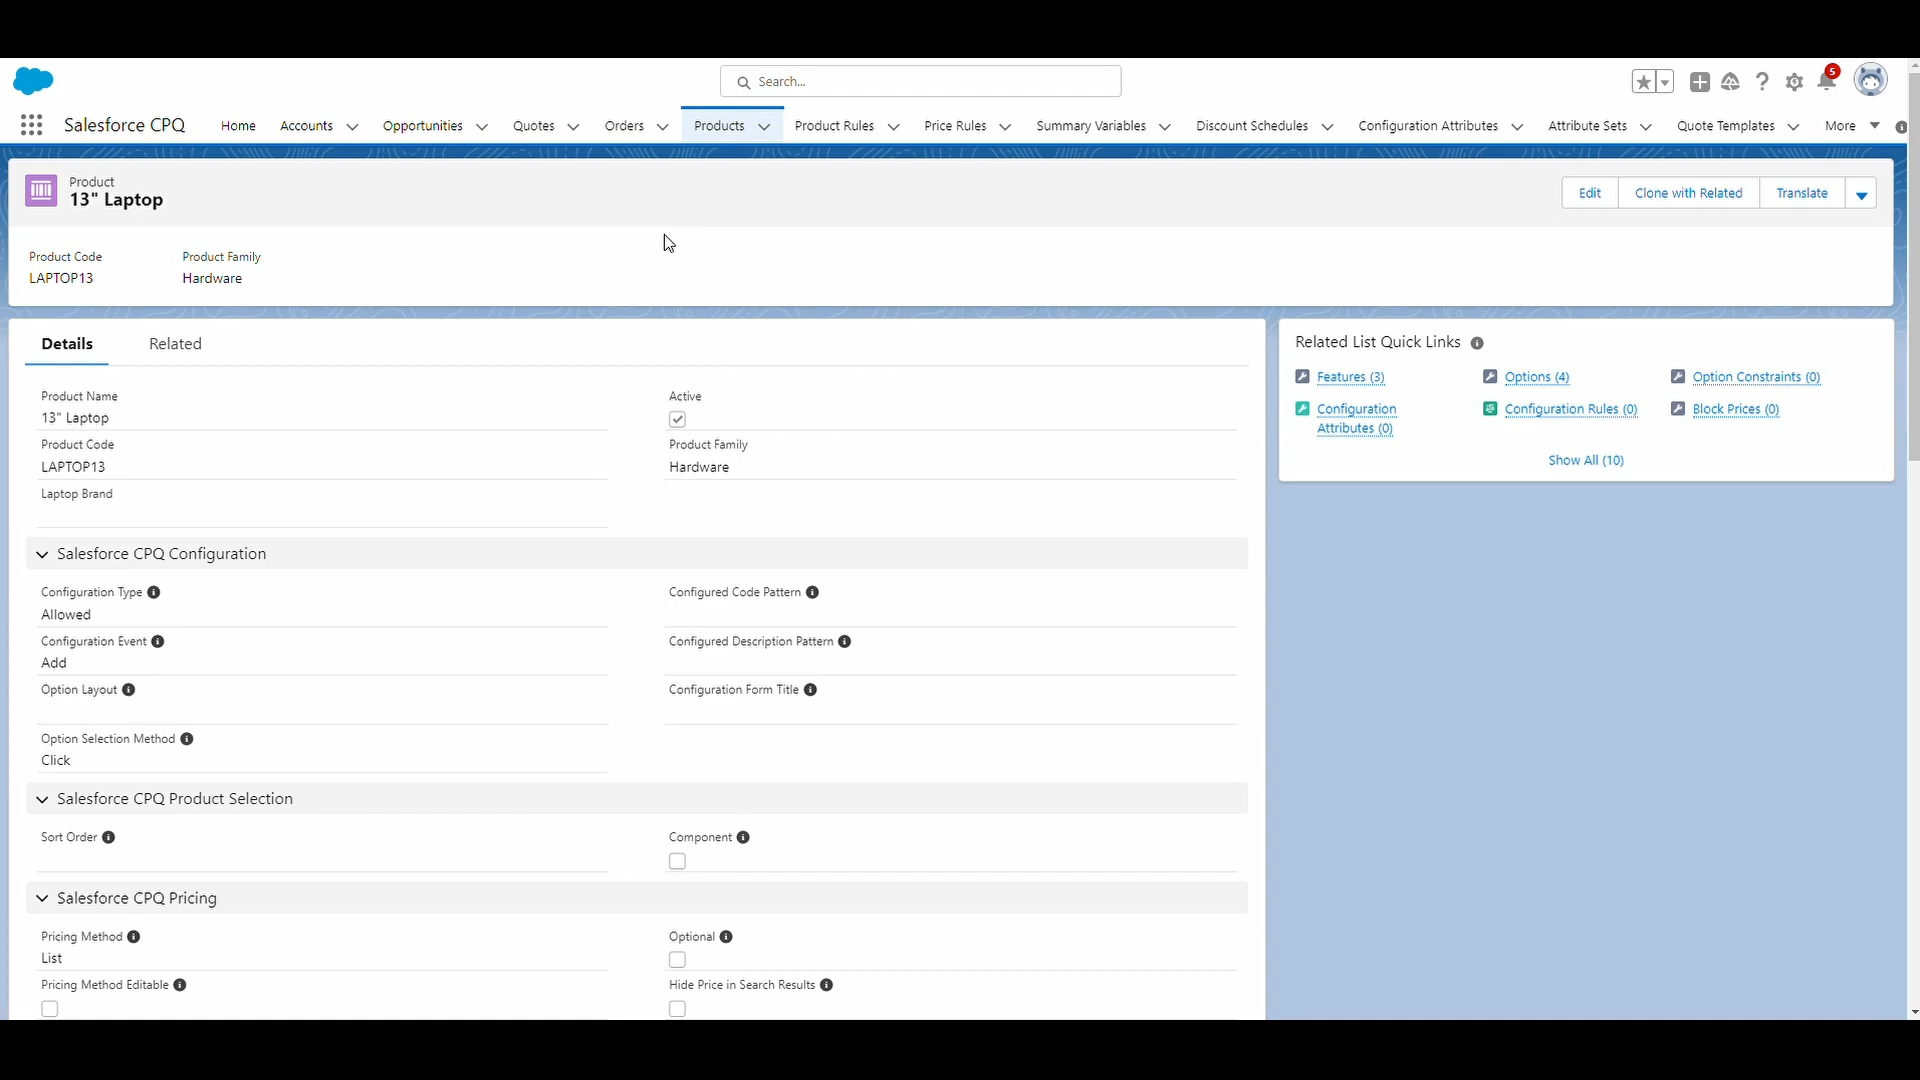 Search...
5
Salesforce CPQ Home Accounts Opportunities Quotes Orders Products Product Rules Price Rules Summary Variables Discount Schedules Configuration Attributes Attribute Sets Quote Templates More
Product
13" Laptop
Edit Clone with Related Translate
Product Code Product Family
LAPTOP13 Hardware
Details Related
Product Name Active
13" Laptop
Product Code Product Family
LAPTOP13 Hardware
Laptop Brand
Salesforce CPQ Configuration
Configuration Type Configured Code Pattern
Allowed
Configuration Event Configured Description Pattern
Add
Option Layout Configuration Form Title
Option Selection Method
Click
Salesforce CPQ Product Selection
Sort Order Component
Salesforce CPQ Pricing
Pricing Method Optional
List
Pricing Method Editable Hide Price in Search Results
Related List Quick Links
Features (3) Options (4) Option Constraints (0)
Configuration Configuration Rules (0) Block Prices (0)
Attributes (0)
Show All (10)